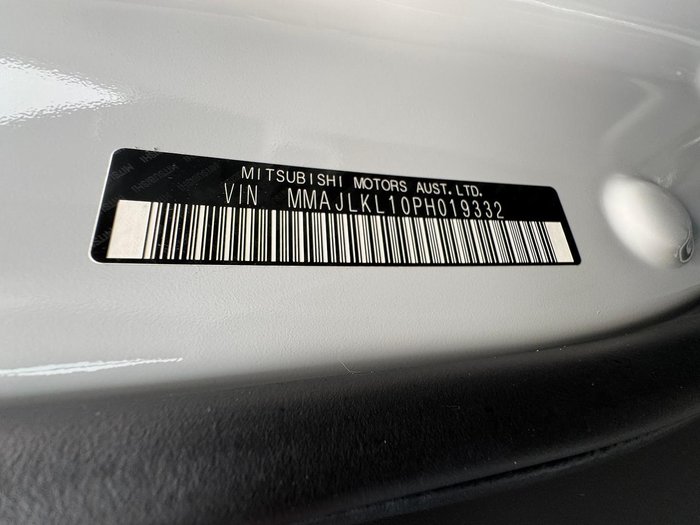 MITSUBISHI MOTORS AUST. LTD.
VIN MMAJLKL10PH019332